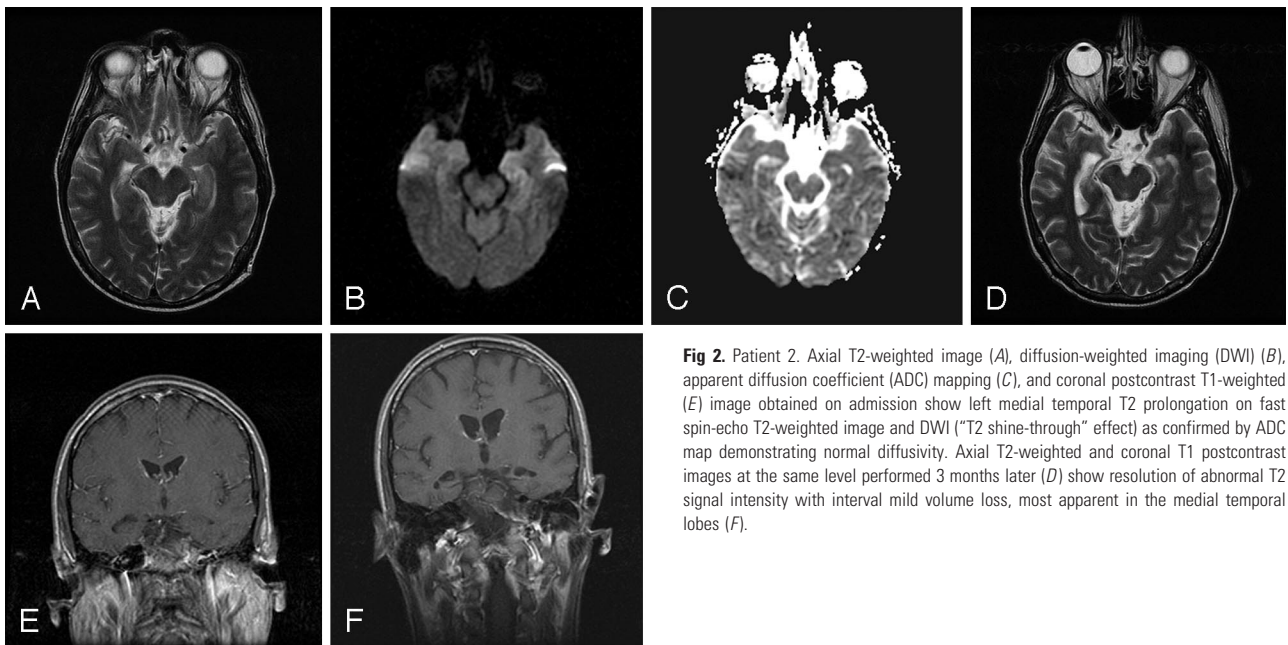 A
B
C
D
E
F
Fig 2. Patient 2. Axial T2-weighted image (A), diffusion-weighted imaging (DWI) (B),
apparent diffusion coefficient (ADC) mapping (C), and coronal postcontrast T1-weighted
(E) image obtained on admission show left medial temporal T2 prolongation on fast
spin-echo T2-weighted image and DWI (“T2 shine-through” effect) as confirmed by ADC
map demonstrating normal diffusivity. Axial T2-weighted and coronal T1 postcontrast
images at the same level performed 3 months later (D) show resolution of abnormal T2
signal intensity with interval mild volume loss, most apparent in the medial temporal
lobes (F).